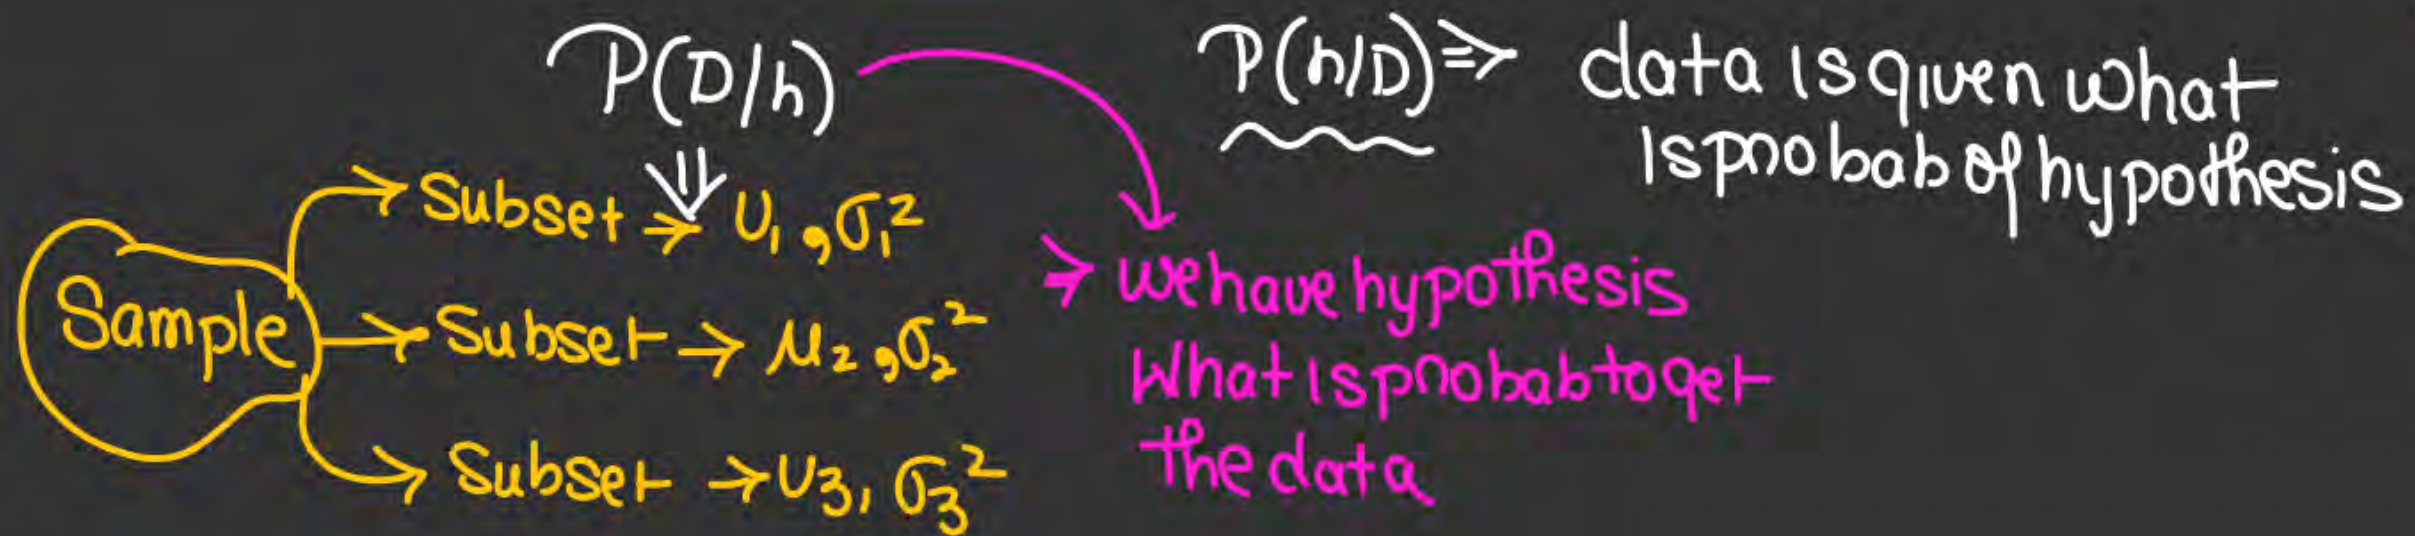 P(D/h)
P(h/D) ⇒ data is given what
is probab of hypothesis
Subset → U₁, σ₁²
Sample
Subset → μ₂, σ₂²
Subset → U₃, σ₃²
⇒ we have hypothesis
What is probab to get
the data